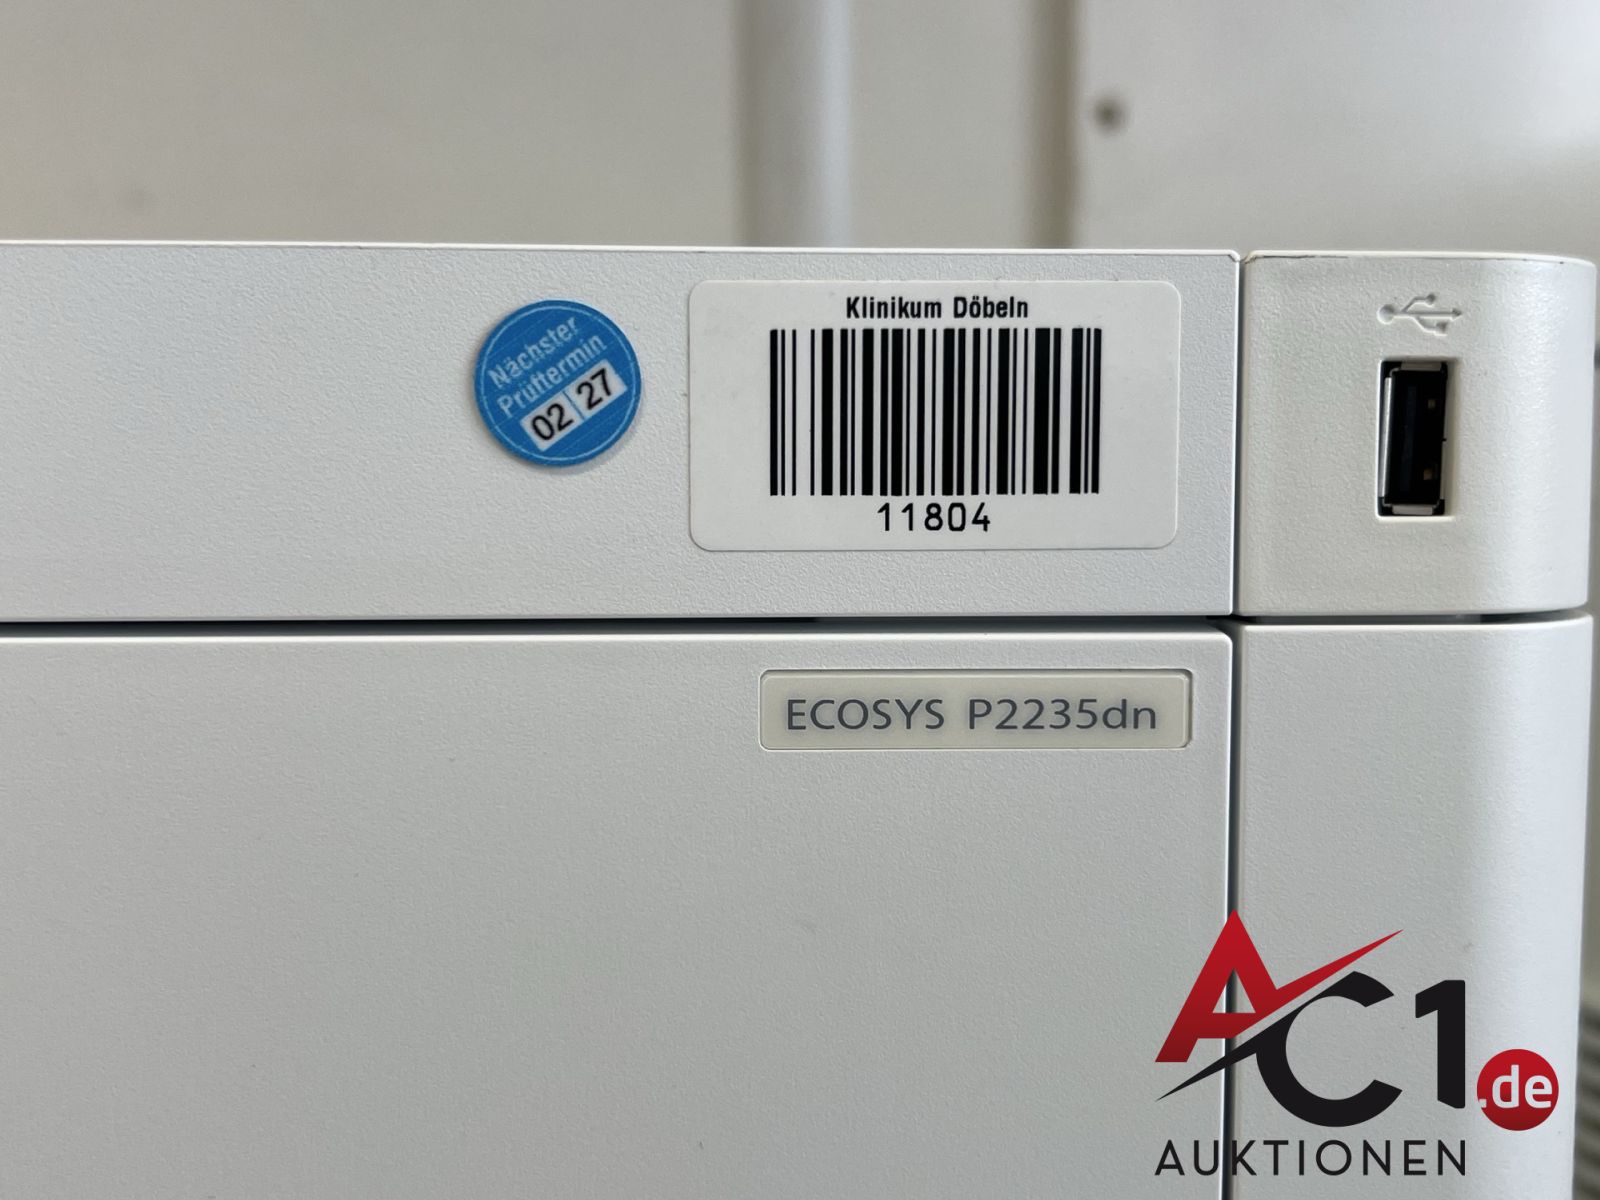 Klinikum Döbeln
11804
Nächster
Prüftermin
02 27
ECOSYS P2235dn
AC1.de
AUKTIONEN